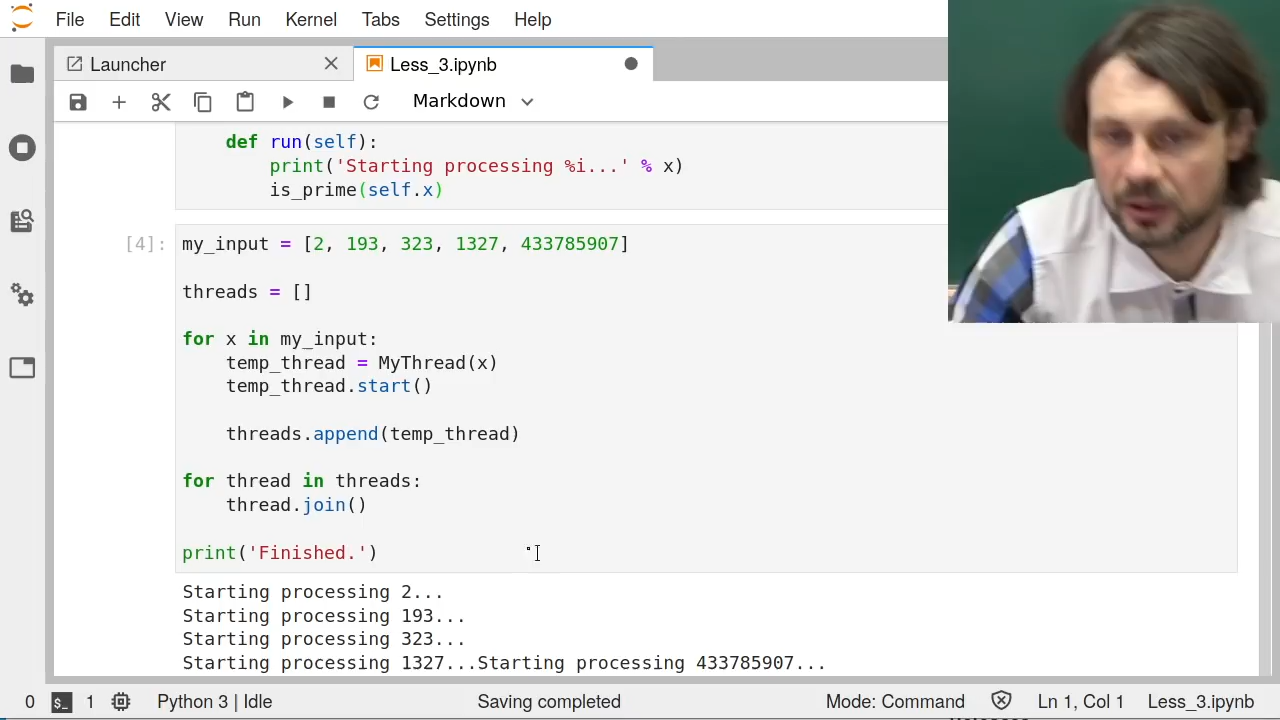 File Edit View Run Kernel Tabs Settings Help
Launcher Less_3.ipynb
Markdown
def run(self):
print('Starting processing %i...' % x)
is_prime(self.x)
[4]: my_input = [2, 193, 323, 1327, 433785907]
threads = []
for x in my_input:
temp_thread = MyThread(x)
temp_thread.start()
threads.append(temp_thread)
for thread in threads:
thread.join()
print('Finished.')
Starting processing 2...
Starting processing 193...
Starting processing 323...
Starting processing 1327...Starting processing 433785907...
0 $_ 1 Python 3 | Idle Saving completed Mode: Command Ln 1, Col 1 Less_3.ipynb